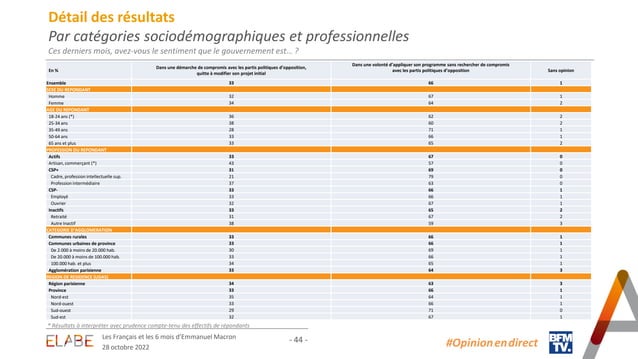 Détail des résultats
Par catégories sociodémographiques et professionnelles
Ces derniers mois, avez-vous le sentiment que le gouvernement est… ?
En % Dans une démarche de compromis avec les partis politiques d'opposition, quitte à modifier son projet initial Dans une volonté d'appliquer son programme sans rechercher de compromis avec les partis politiques d'opposition Sans opinion
Ensemble 33 66 1
SEXE DU REPONDANT
Homme 32 67 1
Femme 34 64 2
AGE DU REPONDANT
18-24 ans (*) 36 62 2
25-34 ans 38 60 2
35-49 ans 28 71 1
50-64 ans 33 66 1
65 ans et plus 33 65 2
PROFESSION DU REPONDANT
Actifs 33 67 0
Artisan, commerçant (*) 43 57 0
CSP+ 31 69 0
Cadre, profession intellectuelle sup. 21 79 0
Profession intermédiaire 37 63 0
CSP- 33 66 1
Employé 33 66 1
Ouvrier 32 67 1
Inactifs 33 65 2
Retraité 31 67 2
Autre inactif 38 59 3
CATEGORIE D'AGGLOMERATION
Communes rurales 33 66 1
Communes urbaines de province 33 66 1
De 2.000 à moins de 20.000 hab. 30 69 1
De 20.000 à moins de 100.000 hab. 33 66 1
100.000 hab. et plus 34 65 1
Agglomération parisienne 33 64 3
REGION DE RESIDENCE (UDA5)
Région parisienne 34 63 3
Province 33 66 1
Nord-est 35 64 1
Nord-ouest 33 66 1
Sud-ouest 29 71 0
Sud-est 32 67 1
* Résultats à interpréter avec prudence compte-tenu des effectifs de répondants
ELABE
Les Français et les 6 mois d'Emmanuel Macron
28 octobre 2022
- 44 -
#Opinion en direct
BFM
TV.